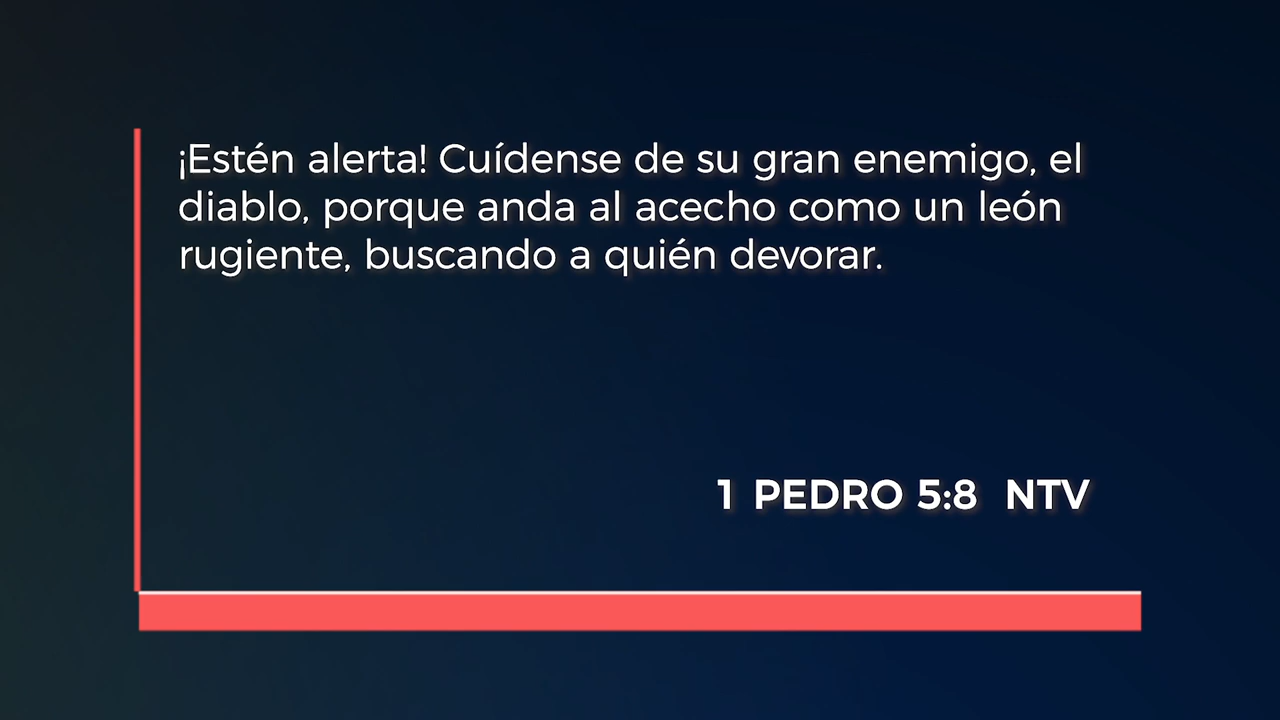 ¡Estén alerta! Cuídense de su gran enemigo, el
diablo, porque anda al acecho como un león
rugiente, buscando a quién devorar.
1 PEDRO 5:8 NTV